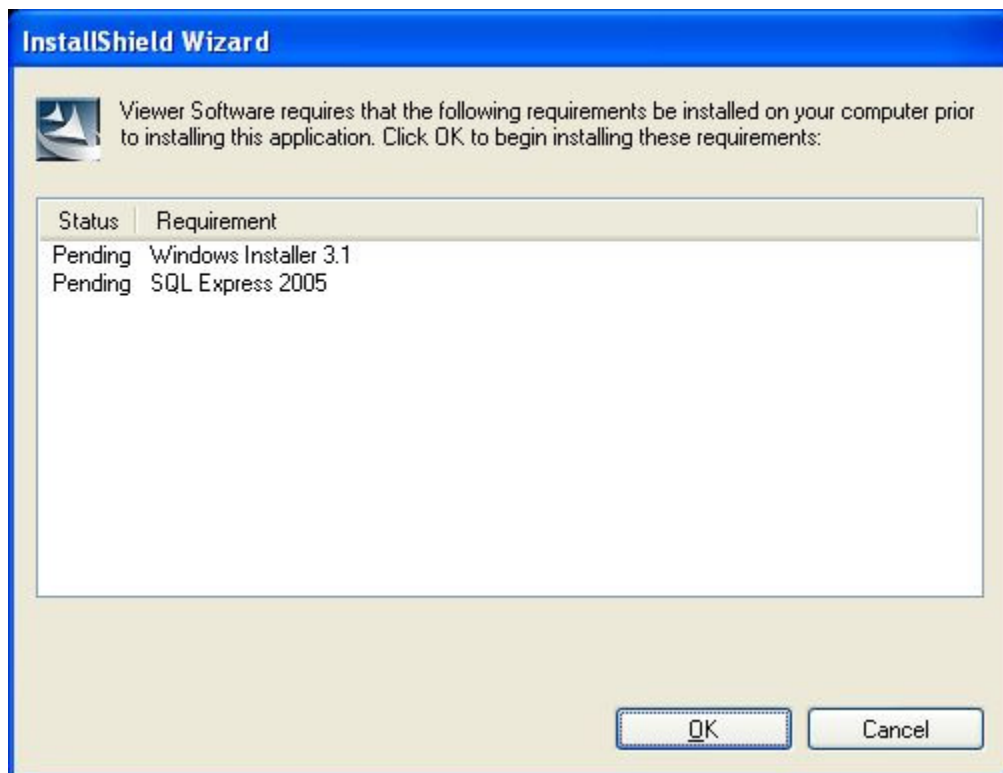 InstallShield Wizard
Viewer Software requires that the following requirements be installed on your computer prior
to installing this application. Click OK to begin installing these requirements:
Status Requirement
Pending Windows Installer 3.1
Pending SQL Express 2005
OK Cancel